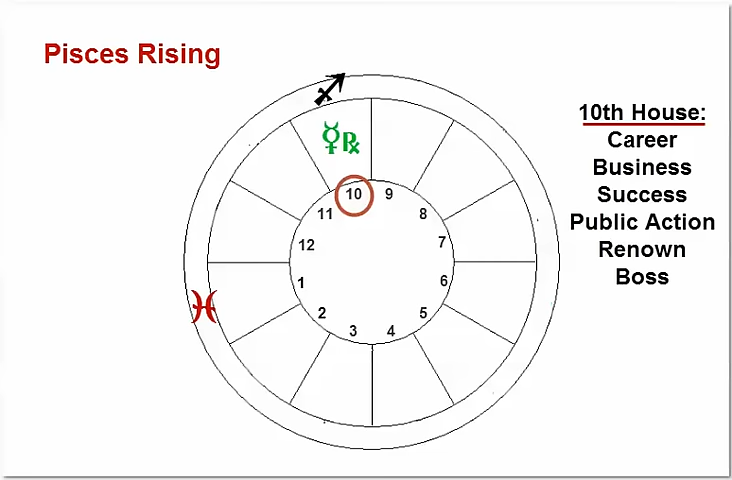 Pisces Rising
♐
☿℞
10th House:
Career
Business
Success
Public Action
Renown
Boss
10 9
11 8
12 7
1 6
♓
2 5
3 4